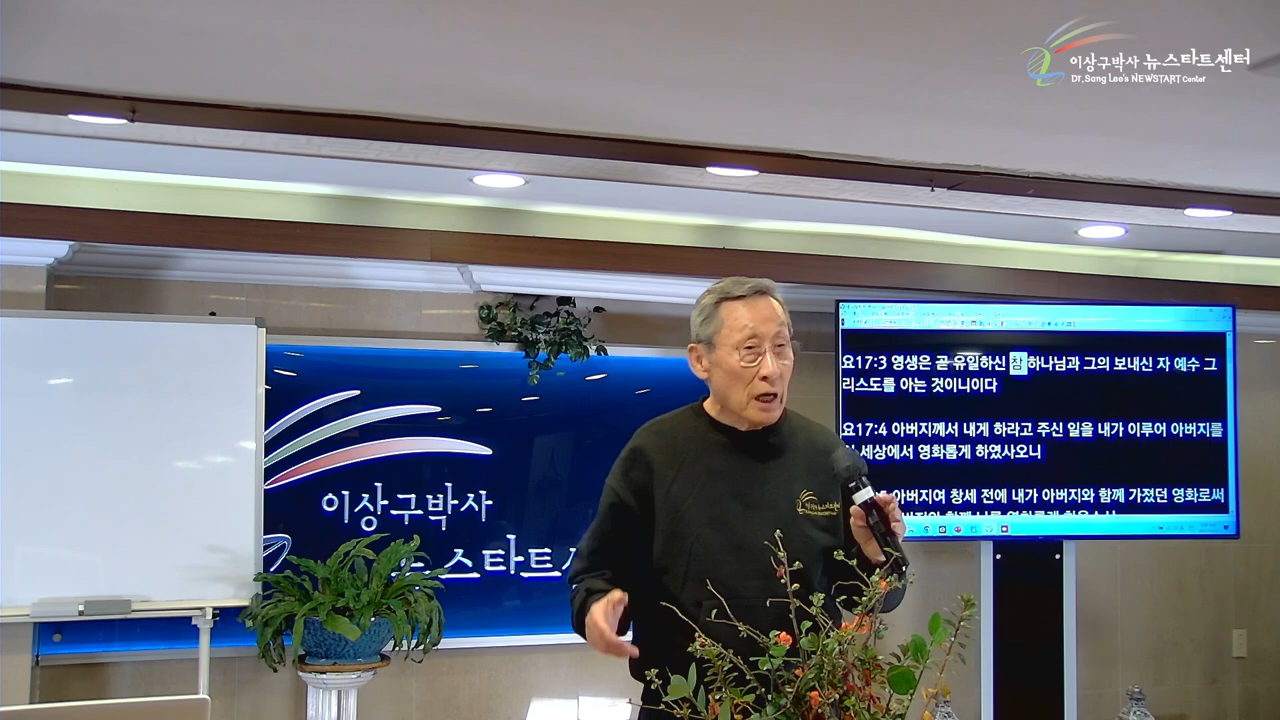 이상구박사 뉴스타트센터
Dr.Sang Lee's NEWSTART Center
이상구박사
뉴스타트
요17:3 영생은 곧 유일하신 참 하나님과 그의 보내신 자 예수 그
리스도를 아는 것이니이다
요17:4 아버지께서 내게 하라고 주신 일을 내가 이루어 아버지를
세상에서 영화롭게 하였사오니
아버지여 창세 전에 내가 아버지와 함께 가졌던 영화로써